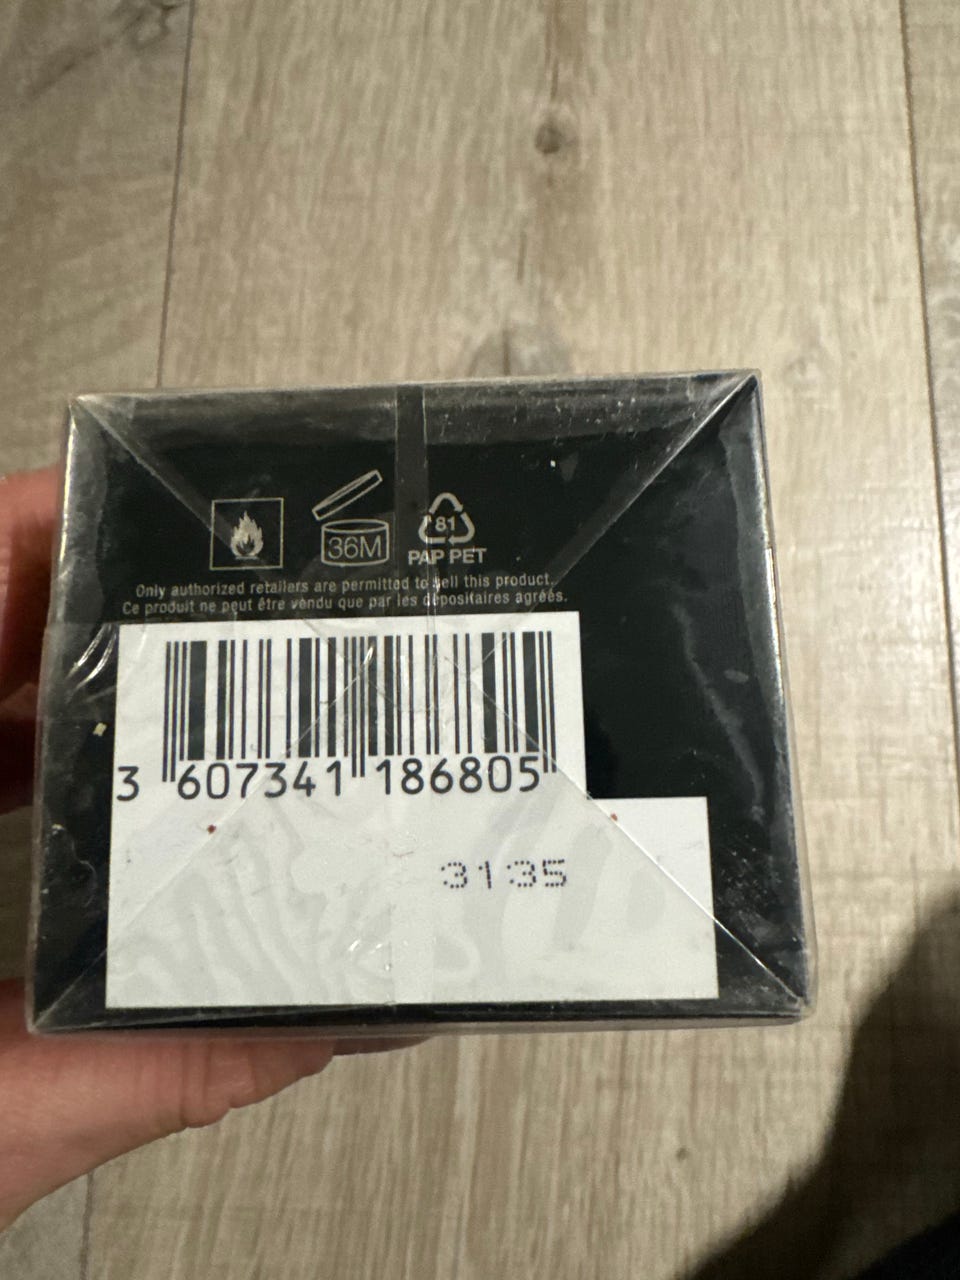 36M
81
PAP PET
Only authorized retailers are permitted to sell this product.
Ce produit ne peut être vendu que par les dépositaires agréés.
3 607341 186805
3135